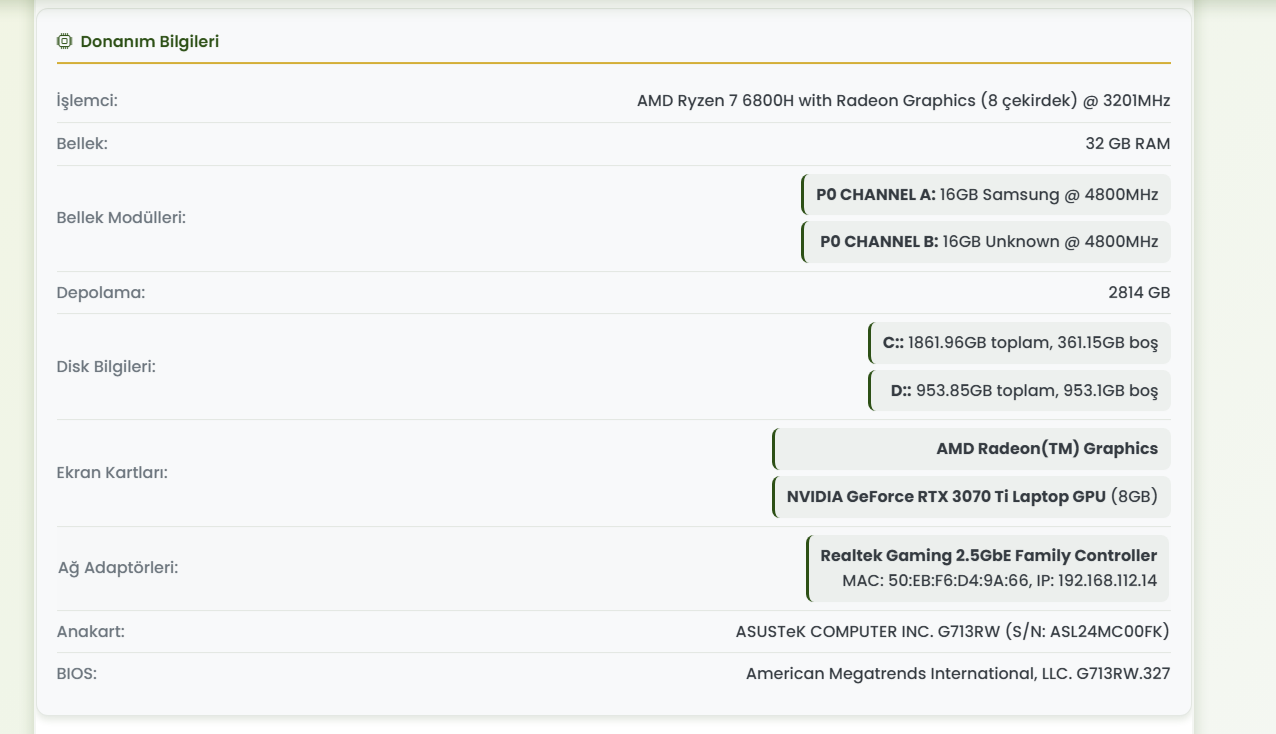 Donanım Bilgileri
İşlemci: AMD Ryzen 7 6800H with Radeon Graphics (8 çekirdek) @ 3201MHz
Bellek: 32 GB RAM
Bellek Modülleri:
P0 CHANNEL A: 16GB Samsung @ 4800MHz
P0 CHANNEL B: 16GB Unknown @ 4800MHz
Depolama: 2814 GB
Disk Bilgileri:
C:: 1861.96GB toplam, 361.15GB boş
D:: 953.85GB toplam, 953.1GB boş
Ekran Kartları:
AMD Radeon(TM) Graphics
NVIDIA GeForce RTX 3070 Ti Laptop GPU (8GB)
Ağ Adaptörleri:
Realtek Gaming 2.5GbE Family Controller
MAC: 50:EB:F6:D4:9A:66, IP: 192.168.112.14
Anakart: ASUSTeK COMPUTER INC. G713RW (S/N: ASL24MC00FK)
BIOS: American Megatrends International, LLC. G713RW.327